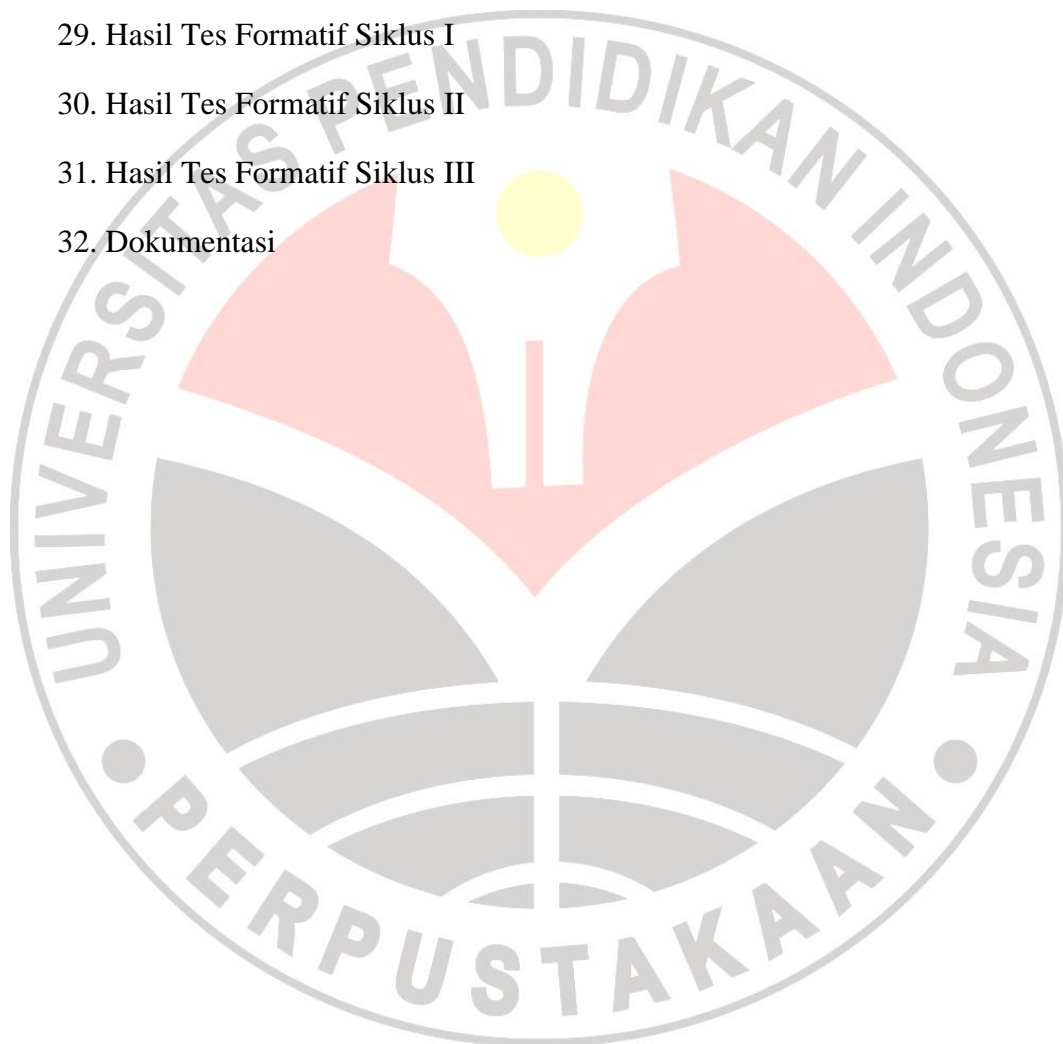 29. Hasil Tes Formatif Siklus I
30. Hasil Tes Formatif Siklus II
31. Hasil Tes Formatif Siklus III
32. Dokumentasi
UNIVERSITAS PENDIDIKAN INDONESIA
PERPUSTAKAAN